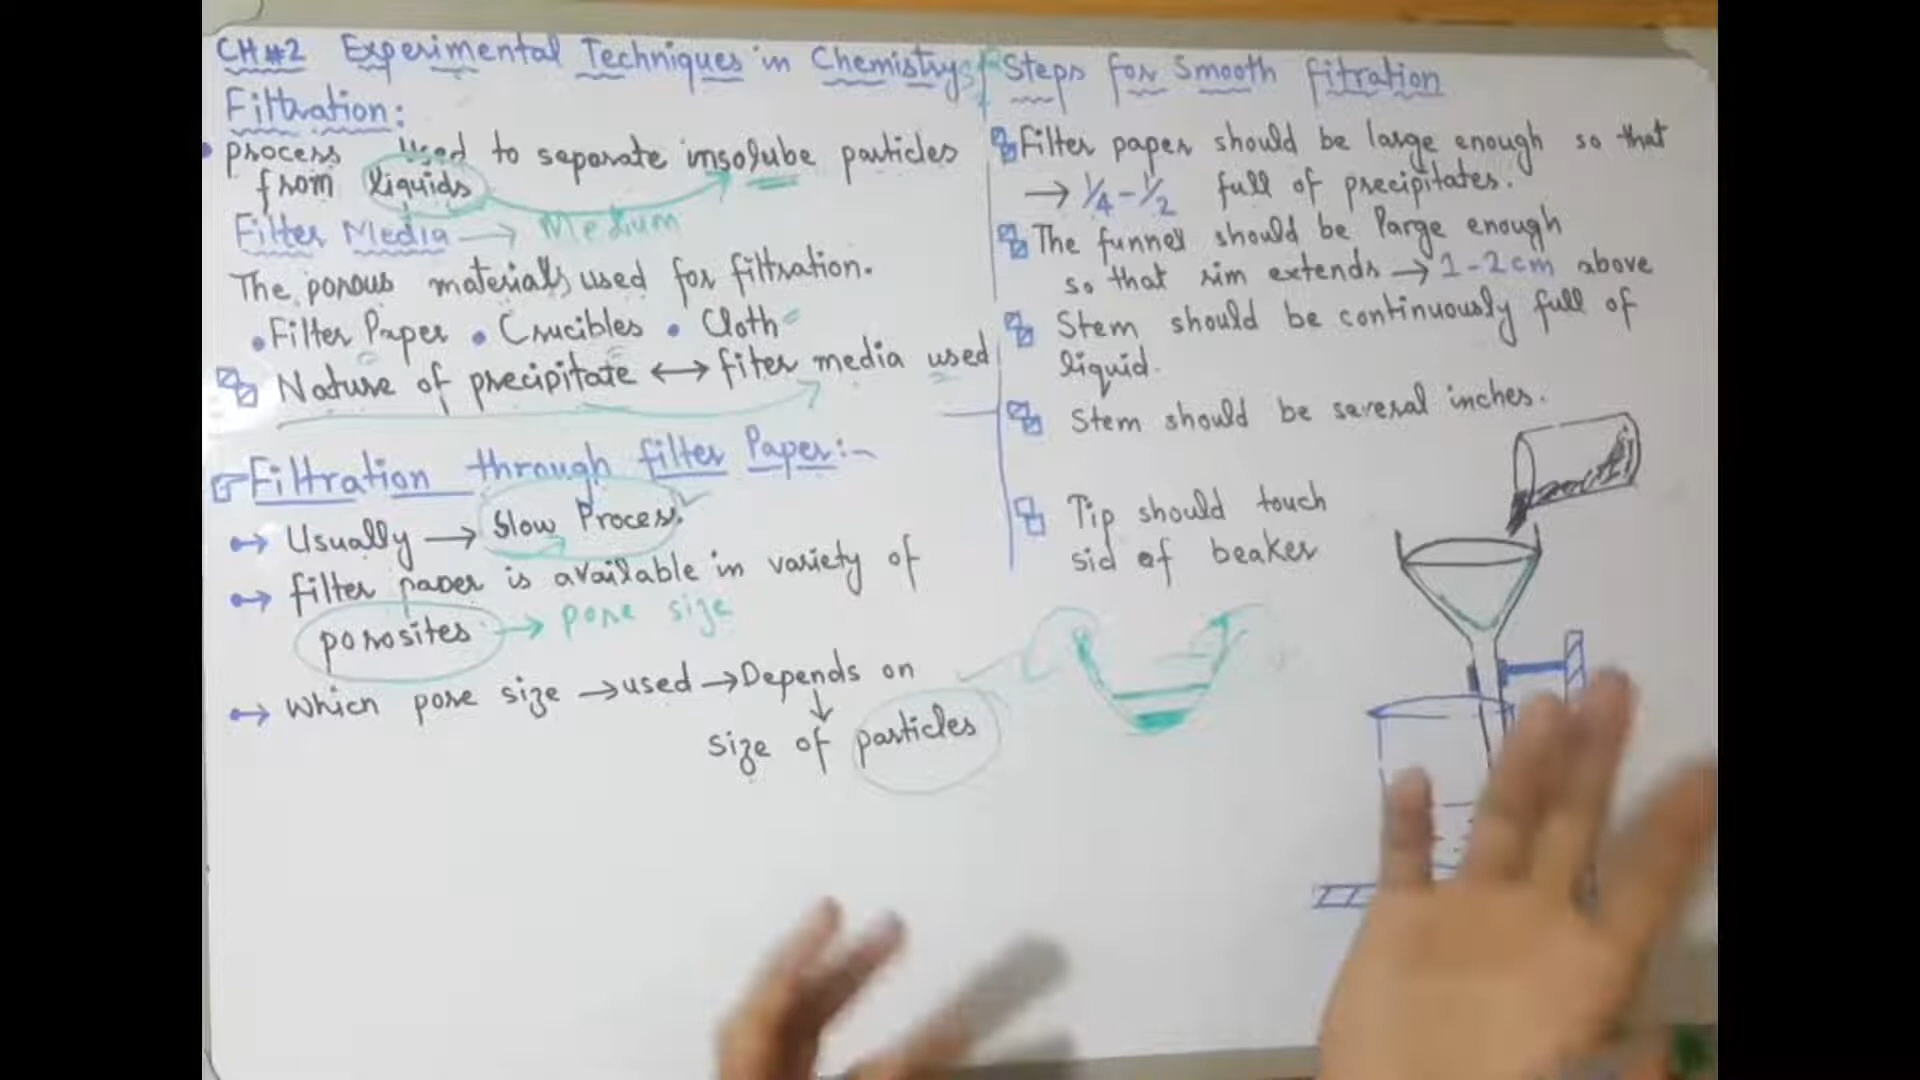 CH#2 Experimental Techniques in Chemistry
Filtration:
process used to separate insolube particles
from liquids
Filter Media → Medium
The porous materials used for filtration.
• Filter Paper • Crucibles • Cloth
Nature of precipitate ↔ fiter media used
Filtration through filter Paper:-
Usually → Slow Process.
filter paper is available in variety of
porosites → pore size
Which pore size → used → Depends on
↓
size of particles
Steps for Smooth fitration
Filter paper should be large enough so that
→ 1/4 - 1/2 full of precipitates.
The funnel should be large enough
so that rim extends → 1-2cm above
Stem should be continuously full of
liquid.
Stem should be several inches.
Tip should touch
sid of beaker